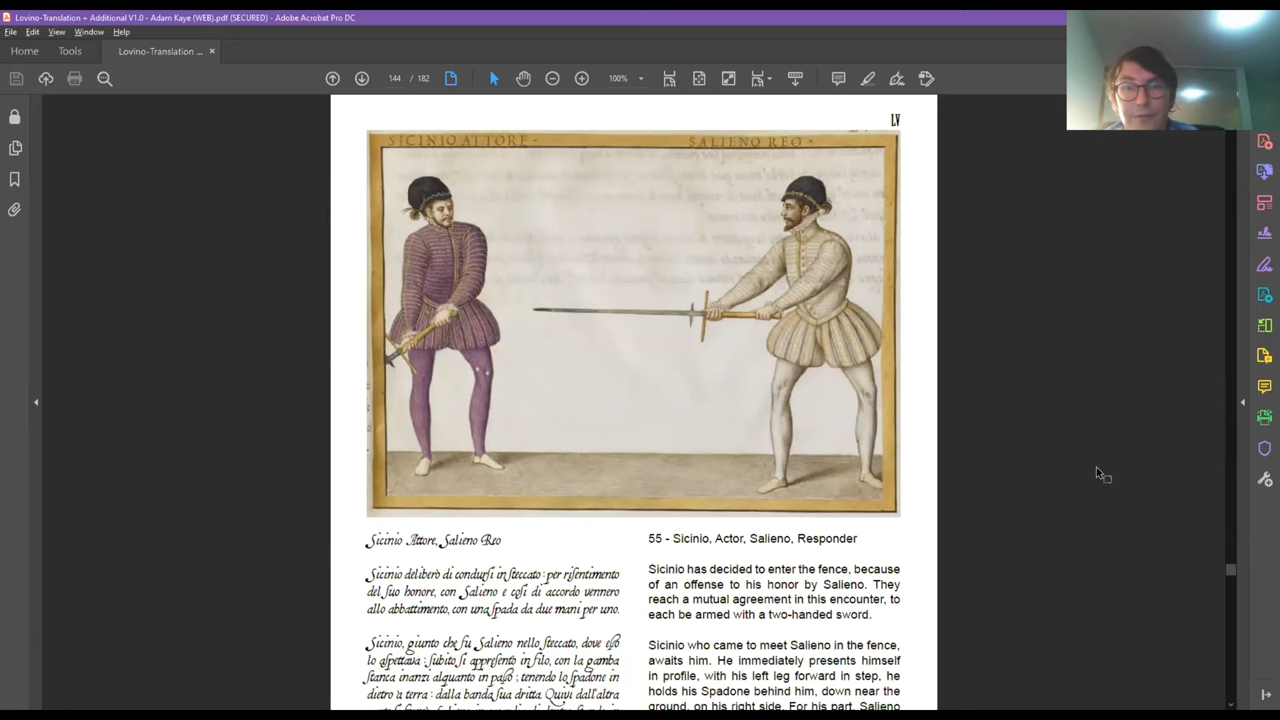 Lovino-Translation + Additional V1.0 - Adam Kaye (WEB).pdf (SECURED) - Adobe Acrobat Pro DC
File Edit View Window Help
Home Tools Lovino-Translation ... ×
144 / 182 100%
LV
SICINIO ATTORE · SALIENO REO ·
Sicinio Attore, Salieno Reo
Sicinio deliberò di condursi in steccato: per risentimento
del suo honore, con Salieno e così di accordo vennero
allo abbattimento, con una spada da due mani per uno.
Sicinio, giunto che fu Salieno nello steccato, dove esso
lo aspettava: subito si appresento in filo, con la gamba
stanca inanzi alquanto in passo; tenendo lo spadone in
dietro à terra: dalla banda sua dritta. Quivi dall'altra
55 - Sicinio, Actor, Salieno, Responder
Sicinio has decided to enter the fence, because
of an offense to his honor by Salieno. They
reach a mutual agreement in this encounter, to
each be armed with a two-handed sword.
Sicinio who came to meet Salieno in the fence,
awaits him. He immediately presents himself
in profile, with his left leg forward in step, he
holds his Spadone behind him, down near the
ground, on his right side. For his part, Salieno